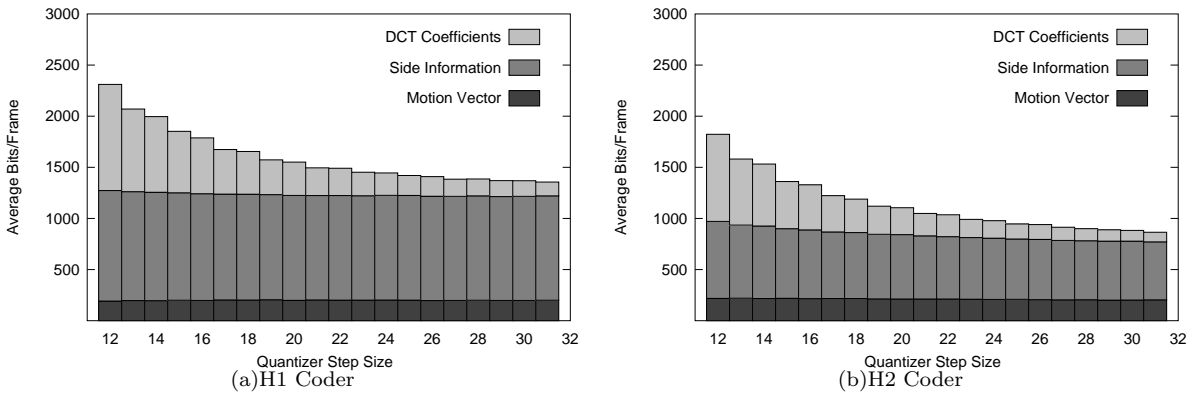 3000
2500
2000
1500
1000
500
Average Bits/Frame
DCT Coefficients
Side Information
Motion Vector
12 14 16 18 20 22 24 26 28 30 32
Quantizer Step Size
(a)H1 Coder
3000
2500
2000
1500
1000
500
Average Bits/Frame
DCT Coefficients
Side Information
Motion Vector
12 14 16 18 20 22 24 26 28 30 32
Quantizer Step Size
(b)H2 Coder